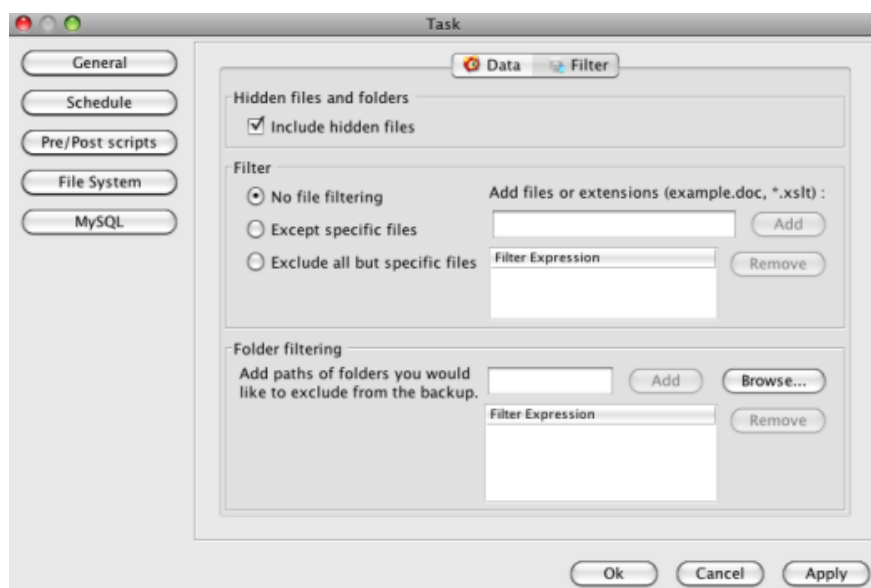 Task
General
Schedule
Pre/Post scripts
File System
MySQL
Data Filter
Hidden files and folders
Include hidden files
Filter
No file filtering
Except specific files
Exclude all but specific files
Add files or extensions (example.doc, *.xslt) :
Add
Filter Expression
Remove
Folder filtering
Add paths of folders you would
like to exclude from the backup.
Add
Browse...
Filter Expression
Remove
Ok
Cancel
Apply